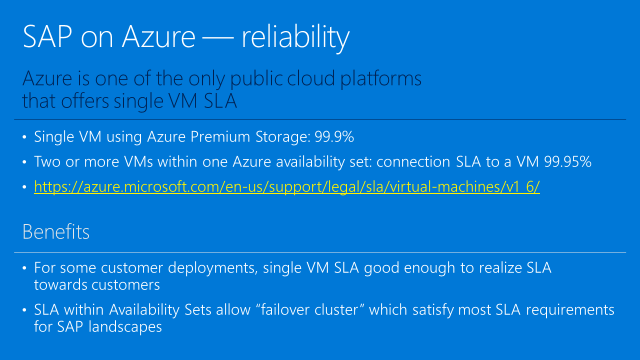 SAP on Azure — reliability
Azure is one of the only public cloud platforms
that offers single VM SLA
• Single VM using Azure Premium Storage: 99.9%
• Two or more VMs within one Azure availability set: connection SLA to a VM 99.95%
• https://azure.microsoft.com/en-us/support/legal/sla/virtual-machines/v1_6/
Benefits
• For some customer deployments, single VM SLA good enough to realize SLA
towards customers
• SLA within Availability Sets allow “failover cluster” which satisfy most SLA requirements
for SAP landscapes